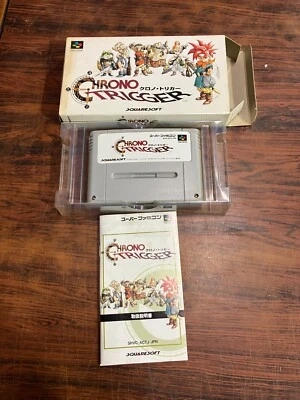 CHRONO
クロノ・トリガー
TRIGGER
SQUARESOFT
スーパーファミコン
CHRONO
クロノ・トリガー
TRIGGER
SQUARESOFT
スーパーファミコン
CHRONO
クロノ・トリガー
TRIGGER
取扱説明書
SHVC-ACTJ-JPN
SQUARESOFT